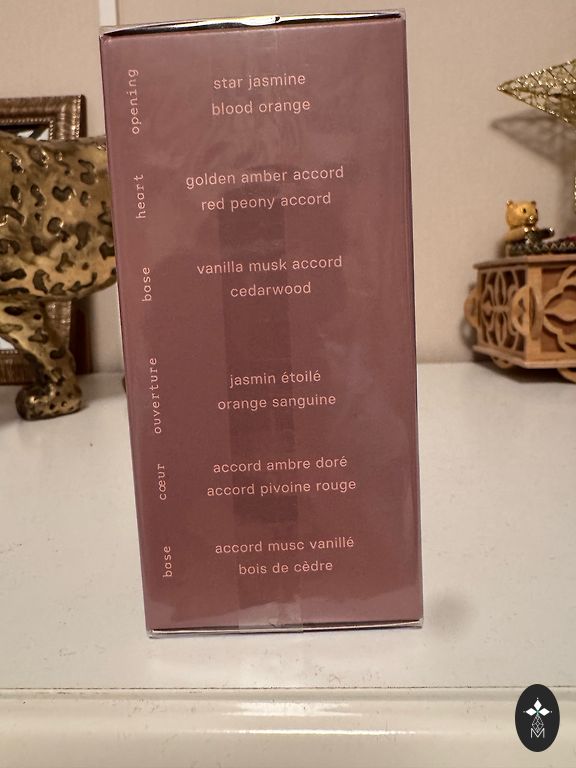 opening
star jasmine
blood orange
heart
golden amber accord
red peony accord
base
vanilla musk accord
cedarwood
ouverture
jasmin étoilé
orange sanguine
cœur
accord ambre doré
accord pivoine rouge
base
accord musc vanillé
bois de cèdre
M